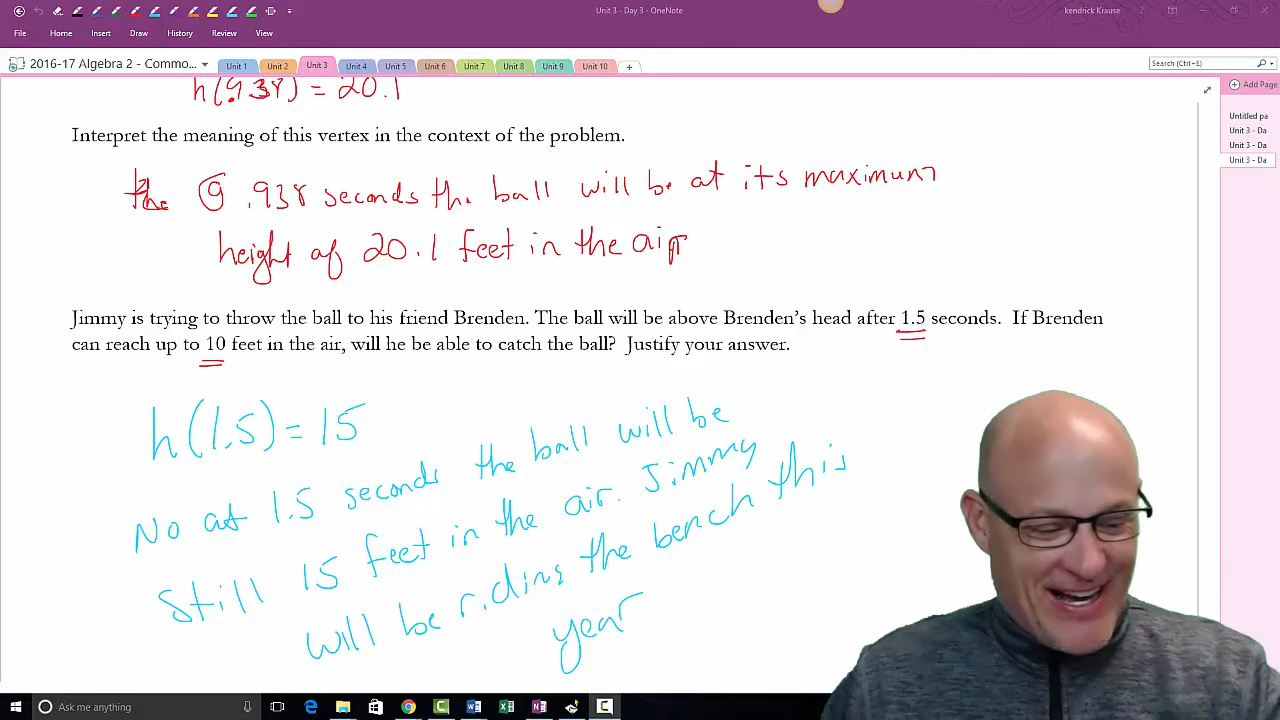 Unit 3 - Day 3 - OneNote
kendrick Krause
File Home Insert Draw History Review View
2016-17 Algebra 2 - Commo...
Unit 1 Unit 2 Unit 3 Unit 4 Unit 5 Unit 6 Unit 7 Unit 8 Unit 9 Unit 10
Search (Ctrl+E)
Add Page
Untitled pa
Unit 3 - Da
Unit 3 - Da
Unit 3 - Da
h(.938) = 20.1
Interpret the meaning of this vertex in the context of the problem.
the @ .938 seconds the ball will be at its maximum
height of 20.1 feet in the air
Jimmy is trying to throw the ball to his friend Brenden. The ball will be above Brenden's head after 1.5 seconds. If Brenden
can reach up to 10 feet in the air, will he be able to catch the ball? Justify your answer.
h(1.5) = 15
No at 1.5 seconds the ball will be
still 15 feet in the air. Jimmy
will be riding the bench this
year
Ask me anything